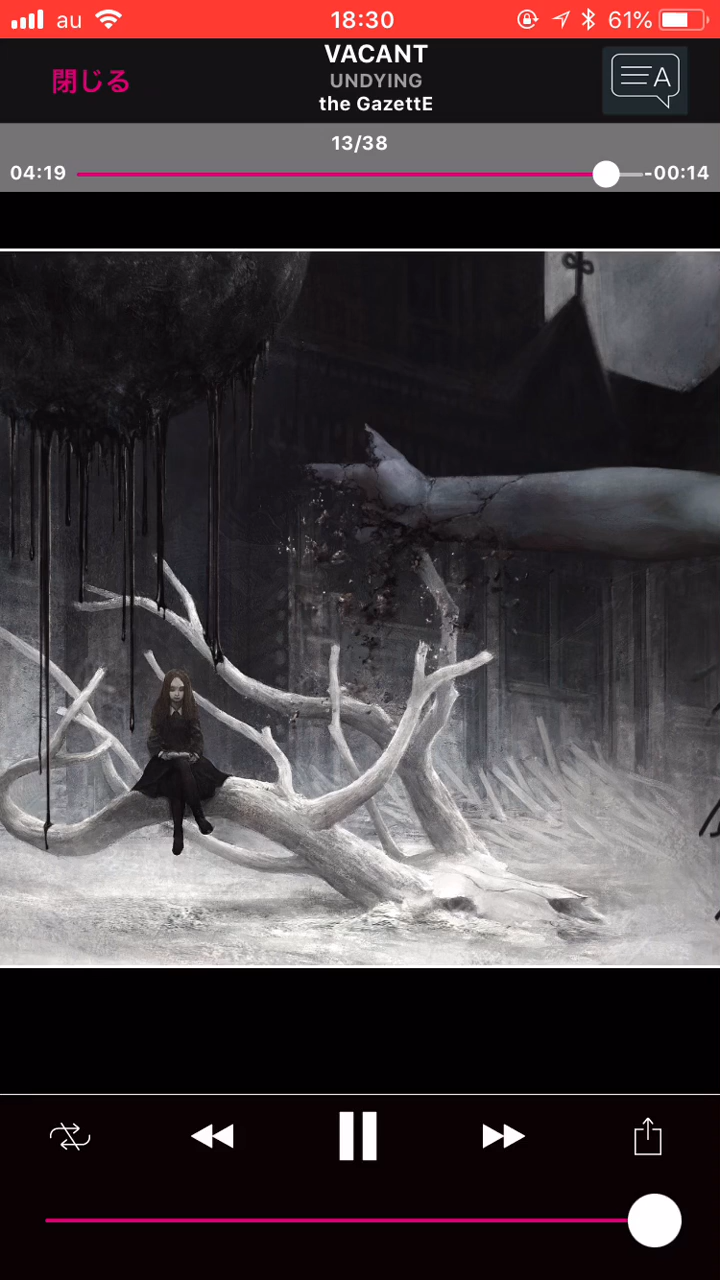 au 18:30 61%
閉じる
VACANT
UNDYING
the GazettE
A
13/38
04:19 -00:14